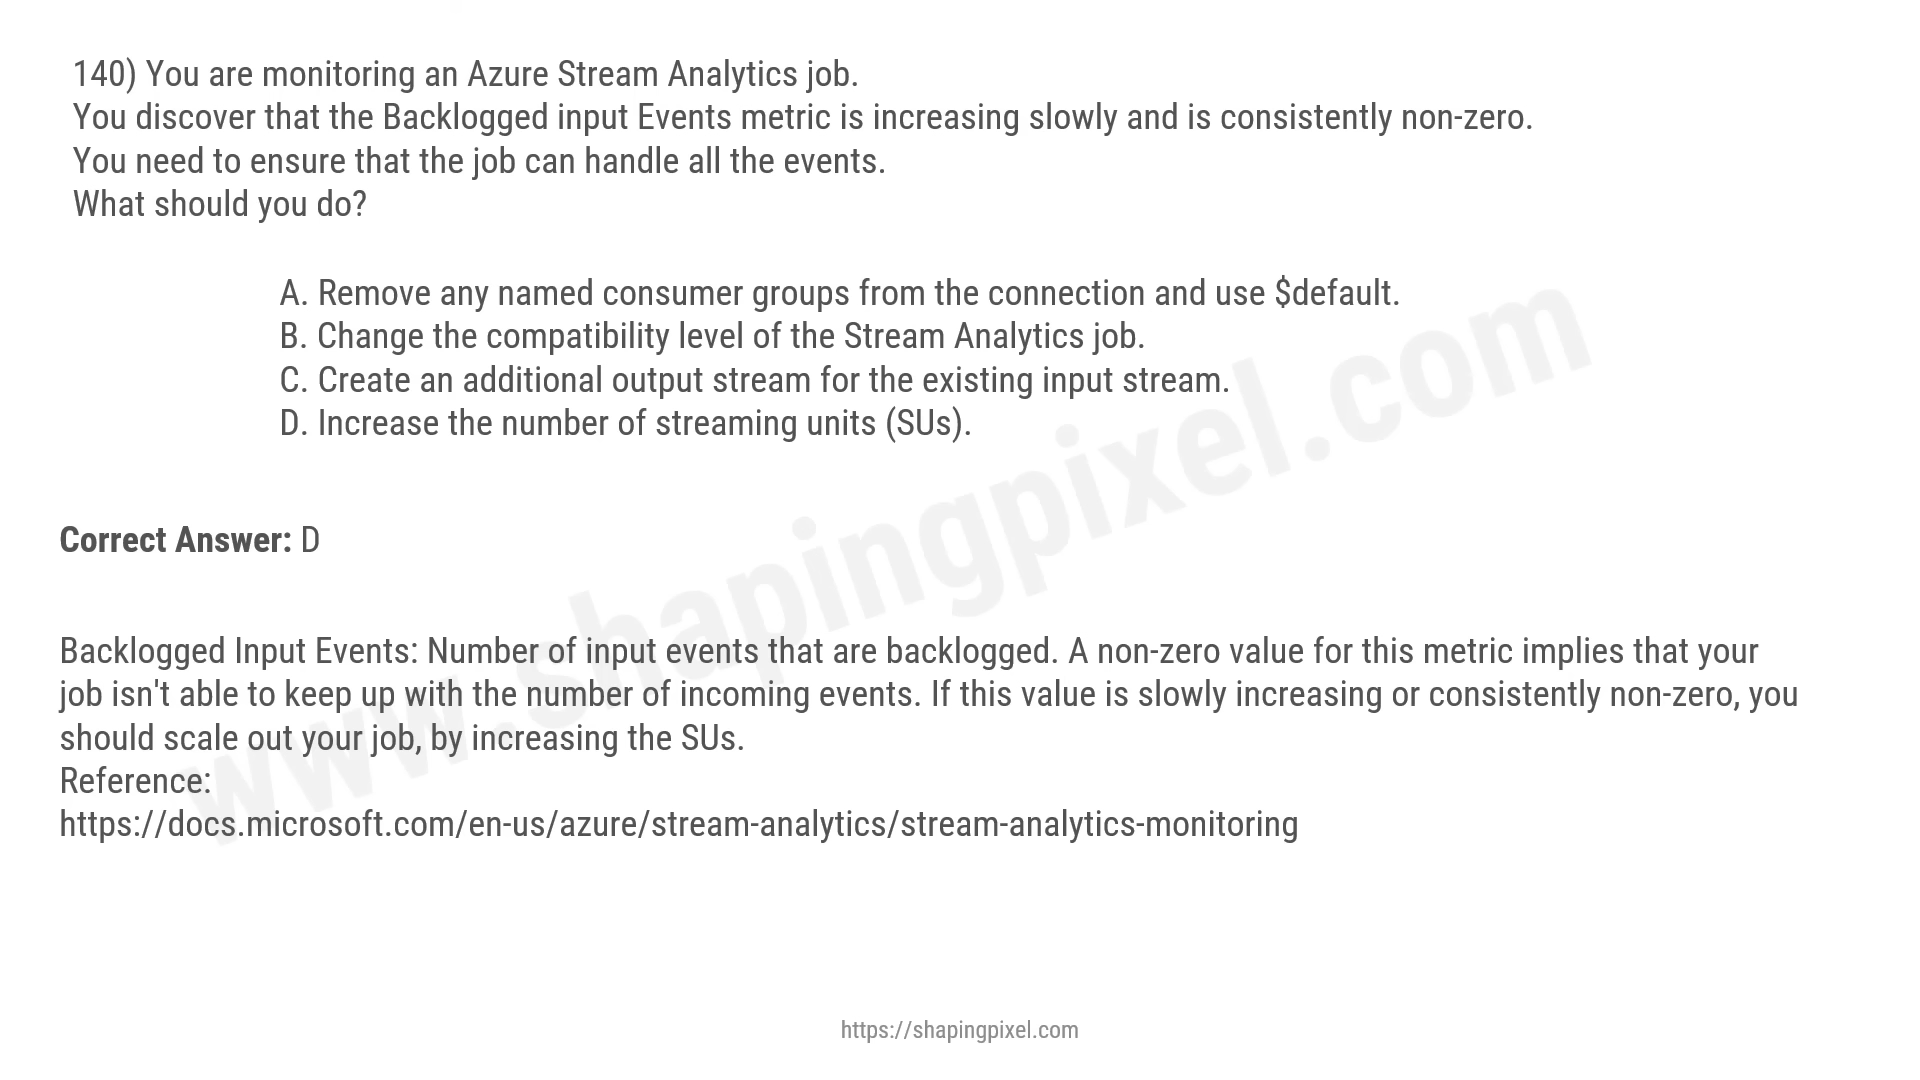 140) You are monitoring an Azure Stream Analytics job.
You discover that the Backlogged input Events metric is increasing slowly and is consistently non-zero.
You need to ensure that the job can handle all the events.
What should you do?
A. Remove any named consumer groups from the connection and use $default.
B. Change the compatibility level of the Stream Analytics job.
C. Create an additional output stream for the existing input stream.
D. Increase the number of streaming units (SUs).
www.shapingpixel.com
Correct Answer: D
Backlogged Input Events: Number of input events that are backlogged. A non-zero value for this metric implies that your
job isn't able to keep up with the number of incoming events. If this value is slowly increasing or consistently non-zero, you
should scale out your job, by increasing the SUs.
Reference:
https://docs.microsoft.com/en-us/azure/stream-analytics/stream-analytics-monitoring
https://shapingpixel.com